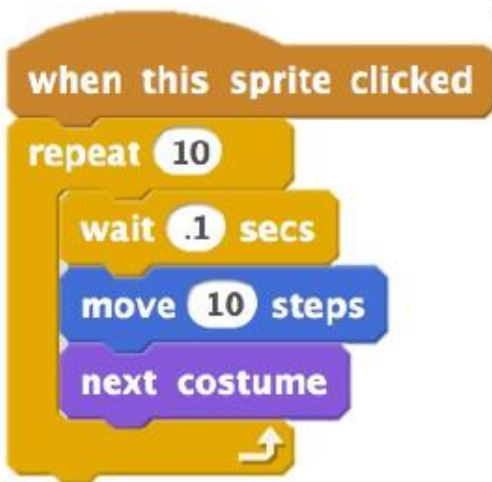 when this sprite clicked
repeat 10
wait .1 secs
move 10 steps
next costume